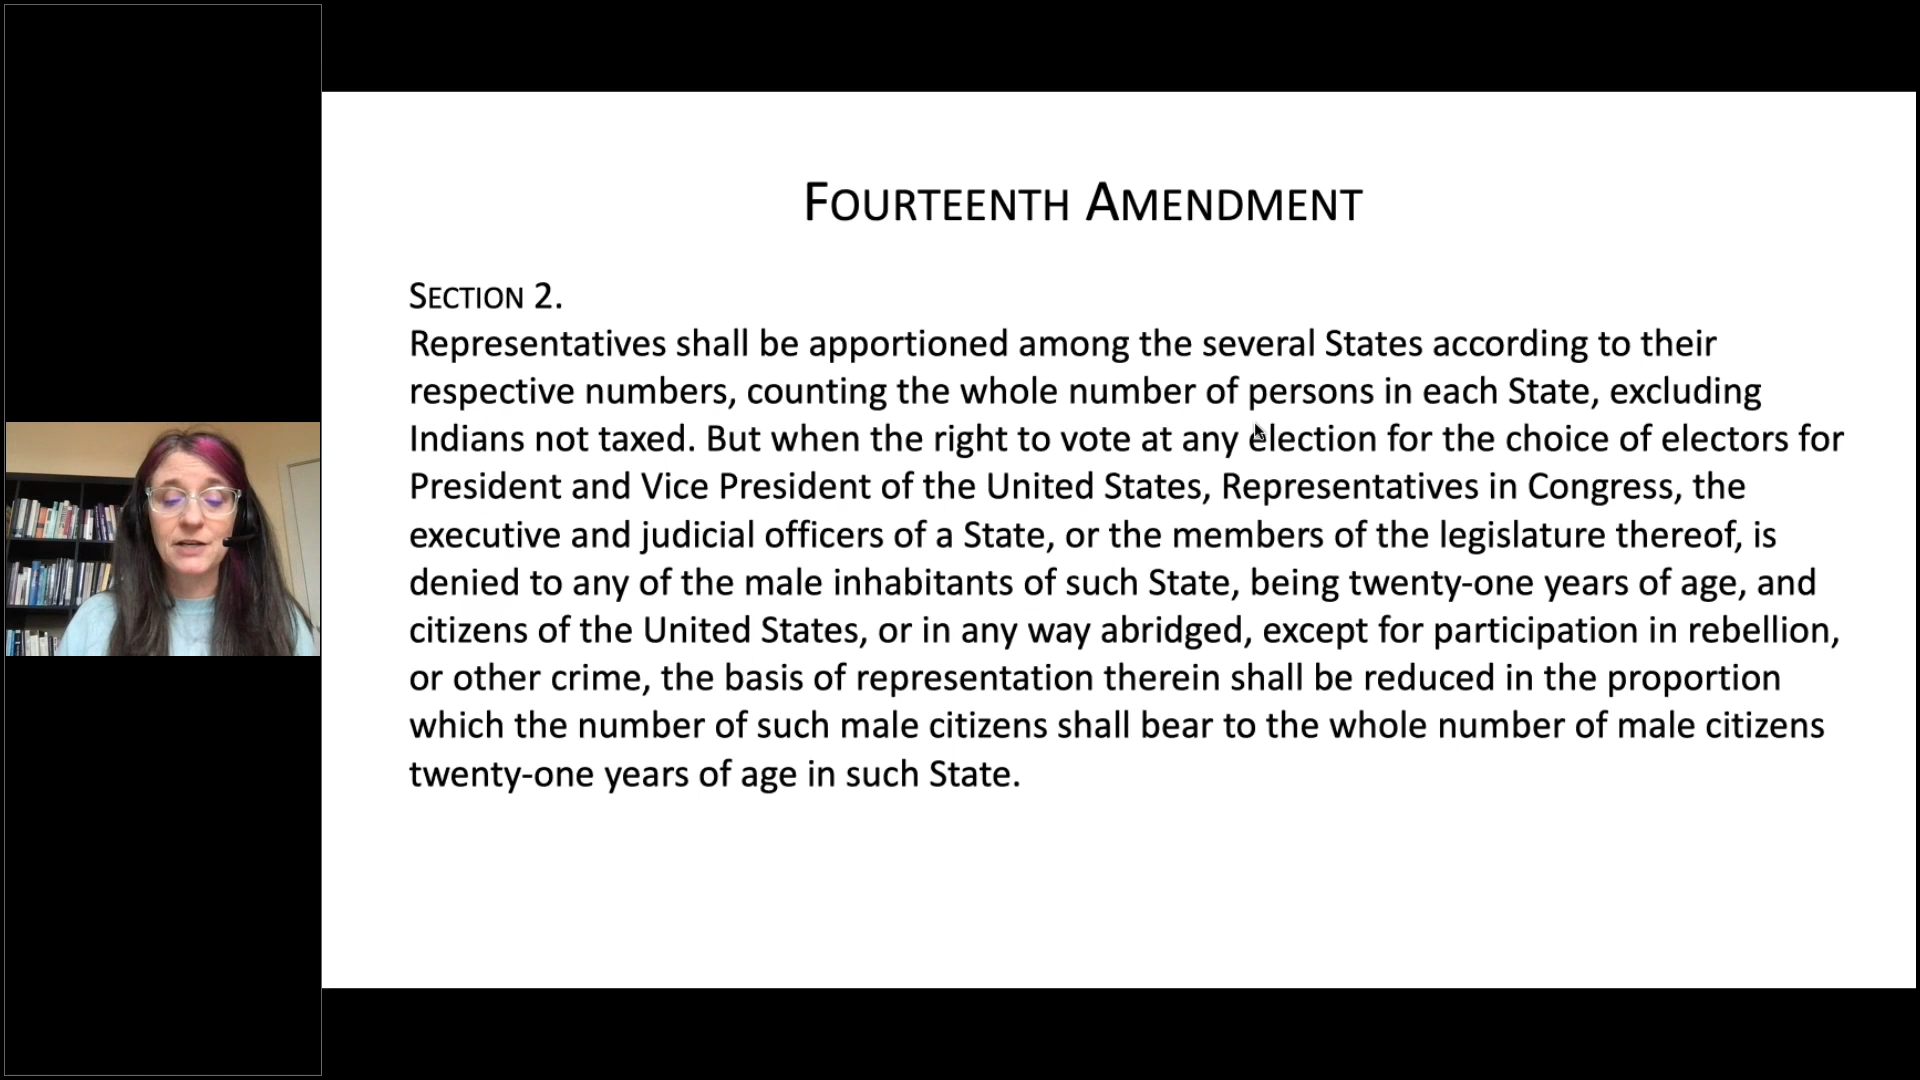 FOURTEENTH AMENDMENT
SECTION 2.
Representatives shall be apportioned among the several States according to their
respective numbers, counting the whole number of persons in each State, excluding
Indians not taxed. But when the right to vote at any election for the choice of electors for
President and Vice President of the United States, Representatives in Congress, the
executive and judicial officers of a State, or the members of the legislature thereof, is
denied to any of the male inhabitants of such State, being twenty-one years of age, and
citizens of the United States, or in any way abridged, except for participation in rebellion,
or other crime, the basis of representation therein shall be reduced in the proportion
which the number of such male citizens shall bear to the whole number of male citizens
twenty-one years of age in such State.